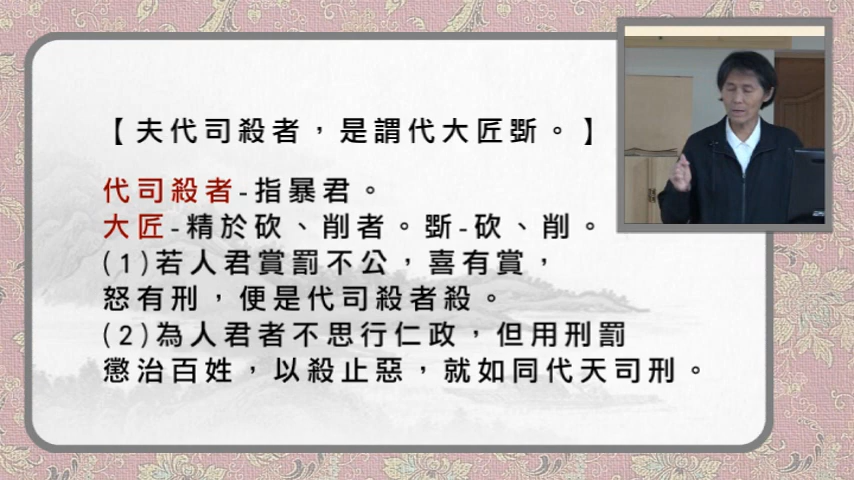 【夫代司殺者，是謂代大匠斲。】
代司殺者-指暴君。
大匠-精於砍、削者。斲-砍、削。
(1)若人君賞罰不公，喜有賞，
怒有刑，便是代司殺者殺。
(2)為人君者不思行仁政，但用刑罰
懲治百姓，以殺止惡，就如同代天司刑。